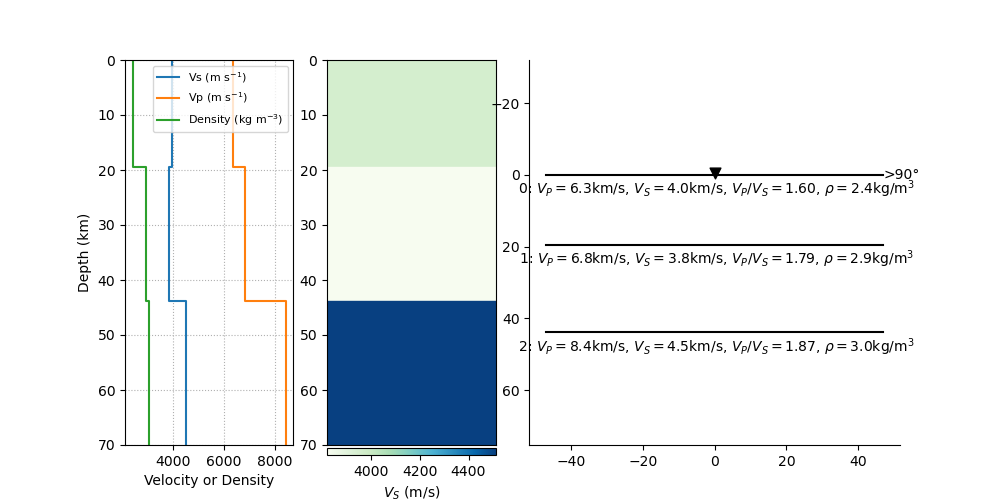 0
10
20
30
40
50
60
70
Depth (km)
Vs (m s⁻¹)
Vp (m s⁻¹)
Density (kg m⁻³)
4000 6000 8000
Velocity or Density
0
10
20
30
40
50
60
70
4000 4200 4400
V_S (m/s)
−20
0
20
40
60
>90°
0: V_P = 6.3km/s, V_S = 4.0km/s, V_P/V_S = 1.60, ρ = 2.4kg/m³
1: V_P = 6.8km/s, V_S = 3.8km/s, V_P/V_S = 1.79, ρ = 2.9kg/m³
2: V_P = 8.4km/s, V_S = 4.5km/s, V_P/V_S = 1.87, ρ = 3.0kg/m³
−40 −20 0 20 40